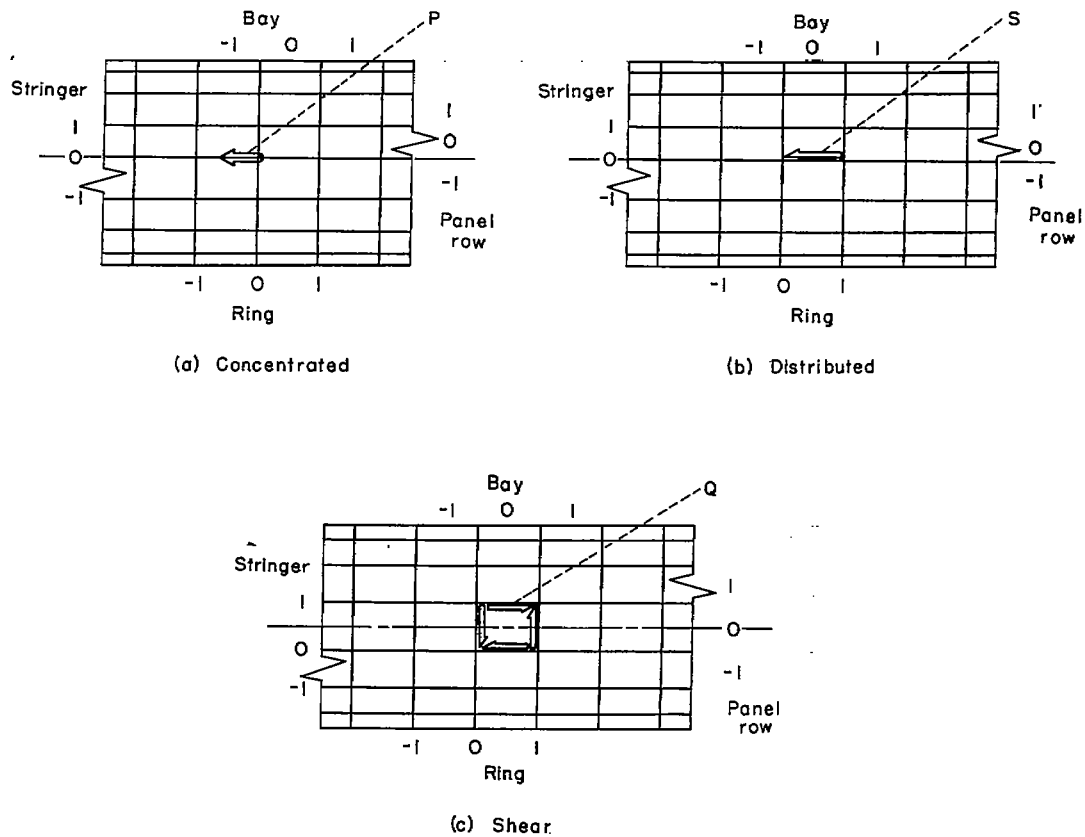 Bay
P
-1 0 1
Stringer
1
0
-1
1
0
-1
Panel
row
-1 0 1
Ring
(a) Concentrated
Bay
S
-1 0 1
Stringer
1
0
-1
1
0
-1
Panel
row
-1 0 1
Ring
(b) Distributed
Bay
Q
-1 0 1
Stringer
1
0
-1
1
0
-1
Panel
row
-1 0 1
Ring
(c) Shear